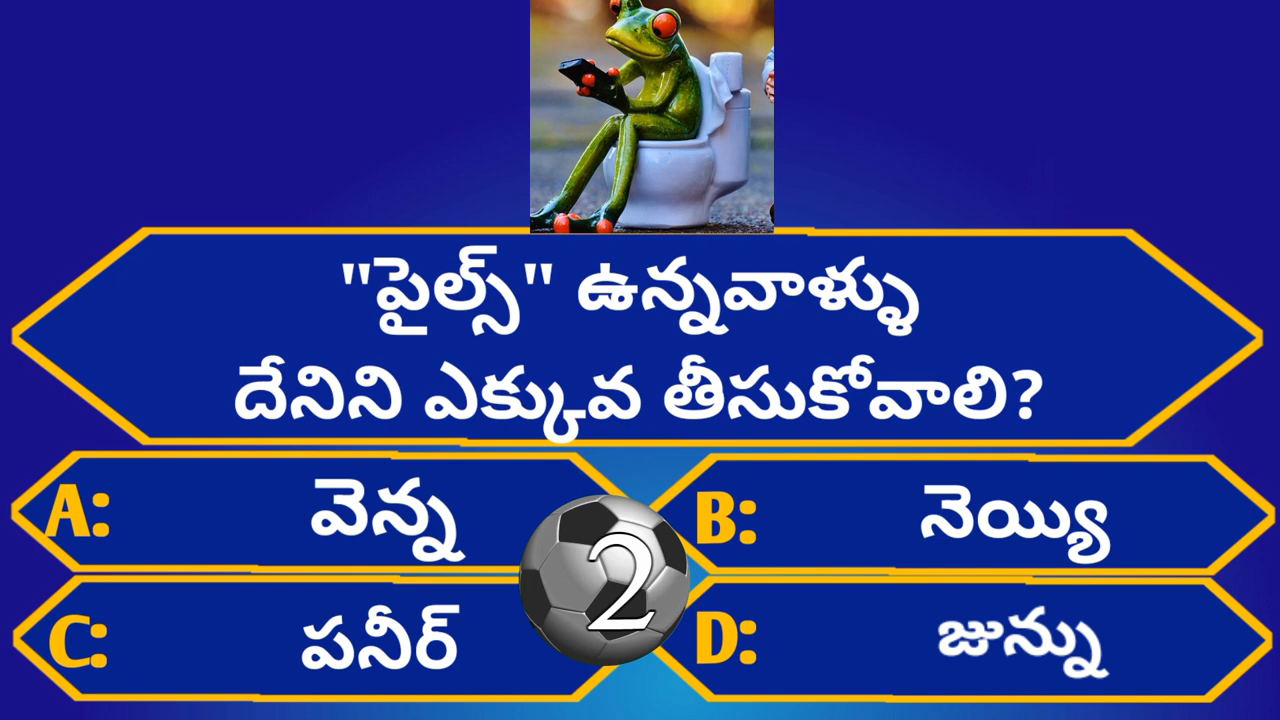 "పైల్స్" ఉన్నవాళ్ళు
దేనిని ఎక్కువ తీసుకోవాలి?
A: వెన్న
B: నెయ్యి
2
C: పనీర్
D: జున్ను